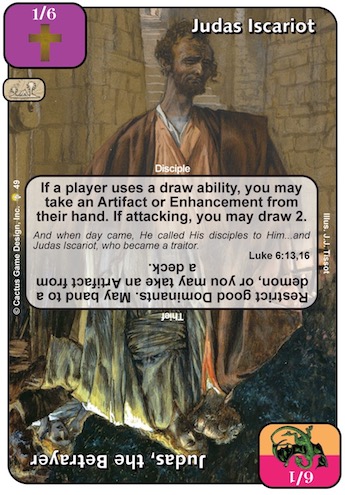 1/6
Judas Iscariot
Disciple
If a player uses a draw ability, you may
take an Artifact or Enhancement from
their hand. If attacking, you may draw 2.
And when day came, He called His disciples to Him...and
Judas Iscariot, who became a traitor.
Luke 6:13,16
© Cactus Game Design, Inc. 49
Illus. J.J. Tissot
1/9
Judas, the Betrayer
Thief
Restrict good Dominants. May band to a
demon, or you may take an Artifact from
a deck.